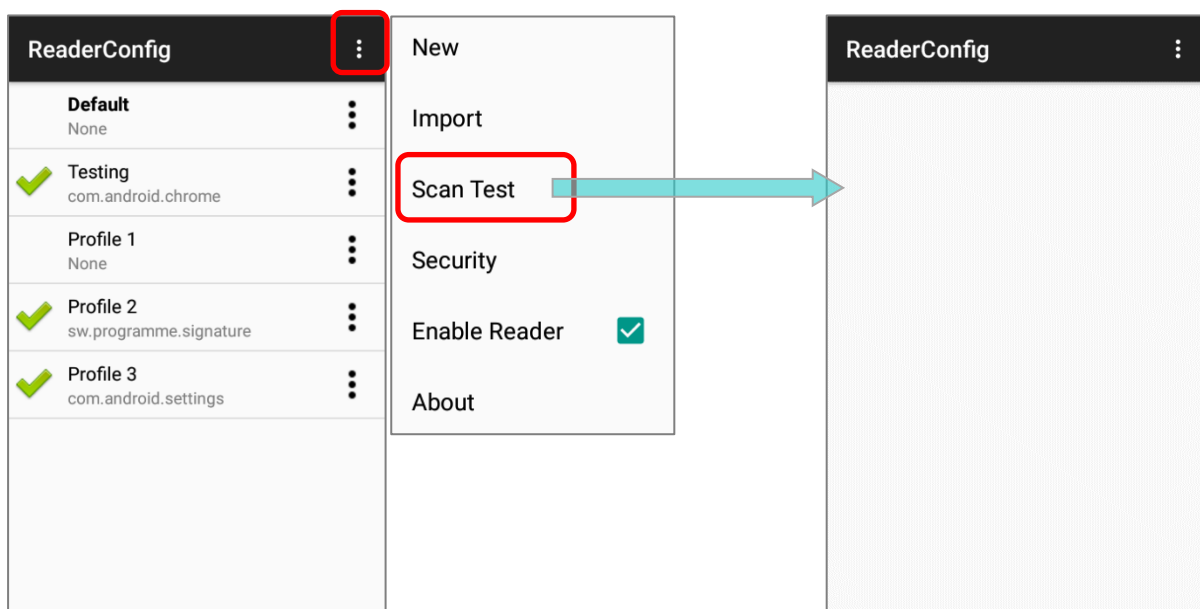 ReaderConfig
Default
None
Testing
com.android.chrome
Profile 1
None
Profile 2
sw.programme.signature
Profile 3
com.android.settings
New
Import
Scan Test
Security
Enable Reader
About
ReaderConfig